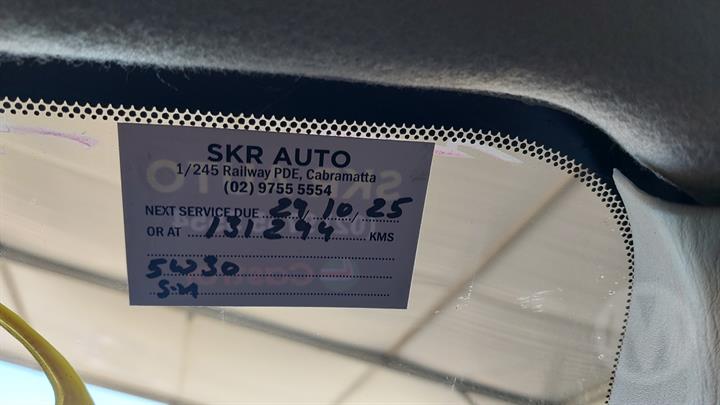 SKR AUTO
1/245 Railway PDE, Cabramatta
(02) 9755 5554
NEXT SERVICE DUE 29/10/25
OR AT 131244 KMS
5W30